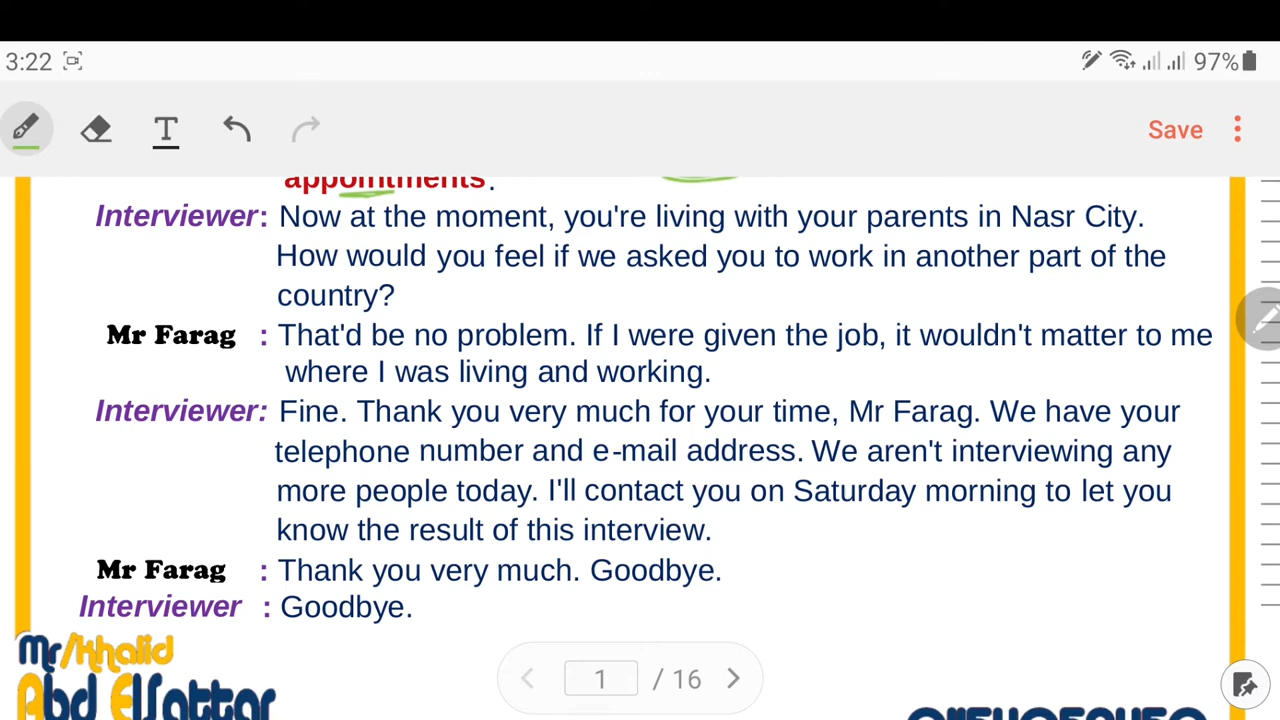 3:22
97%
T
Save
appointments.
Interviewer: Now at the moment, you're living with your parents in Nasr City.
How would you feel if we asked you to work in another part of the
country?
Mr Farag : That'd be no problem. If I were given the job, it wouldn't matter to me
where I was living and working.
Interviewer: Fine. Thank you very much for your time, Mr Farag. We have your
telephone number and e-mail address. We aren't interviewing any
more people today. I'll contact you on Saturday morning to let you
know the result of this interview.
Mr Farag : Thank you very much. Goodbye.
Interviewer : Goodbye.
Mr/Khalid
Abd ElSattar
1 / 16